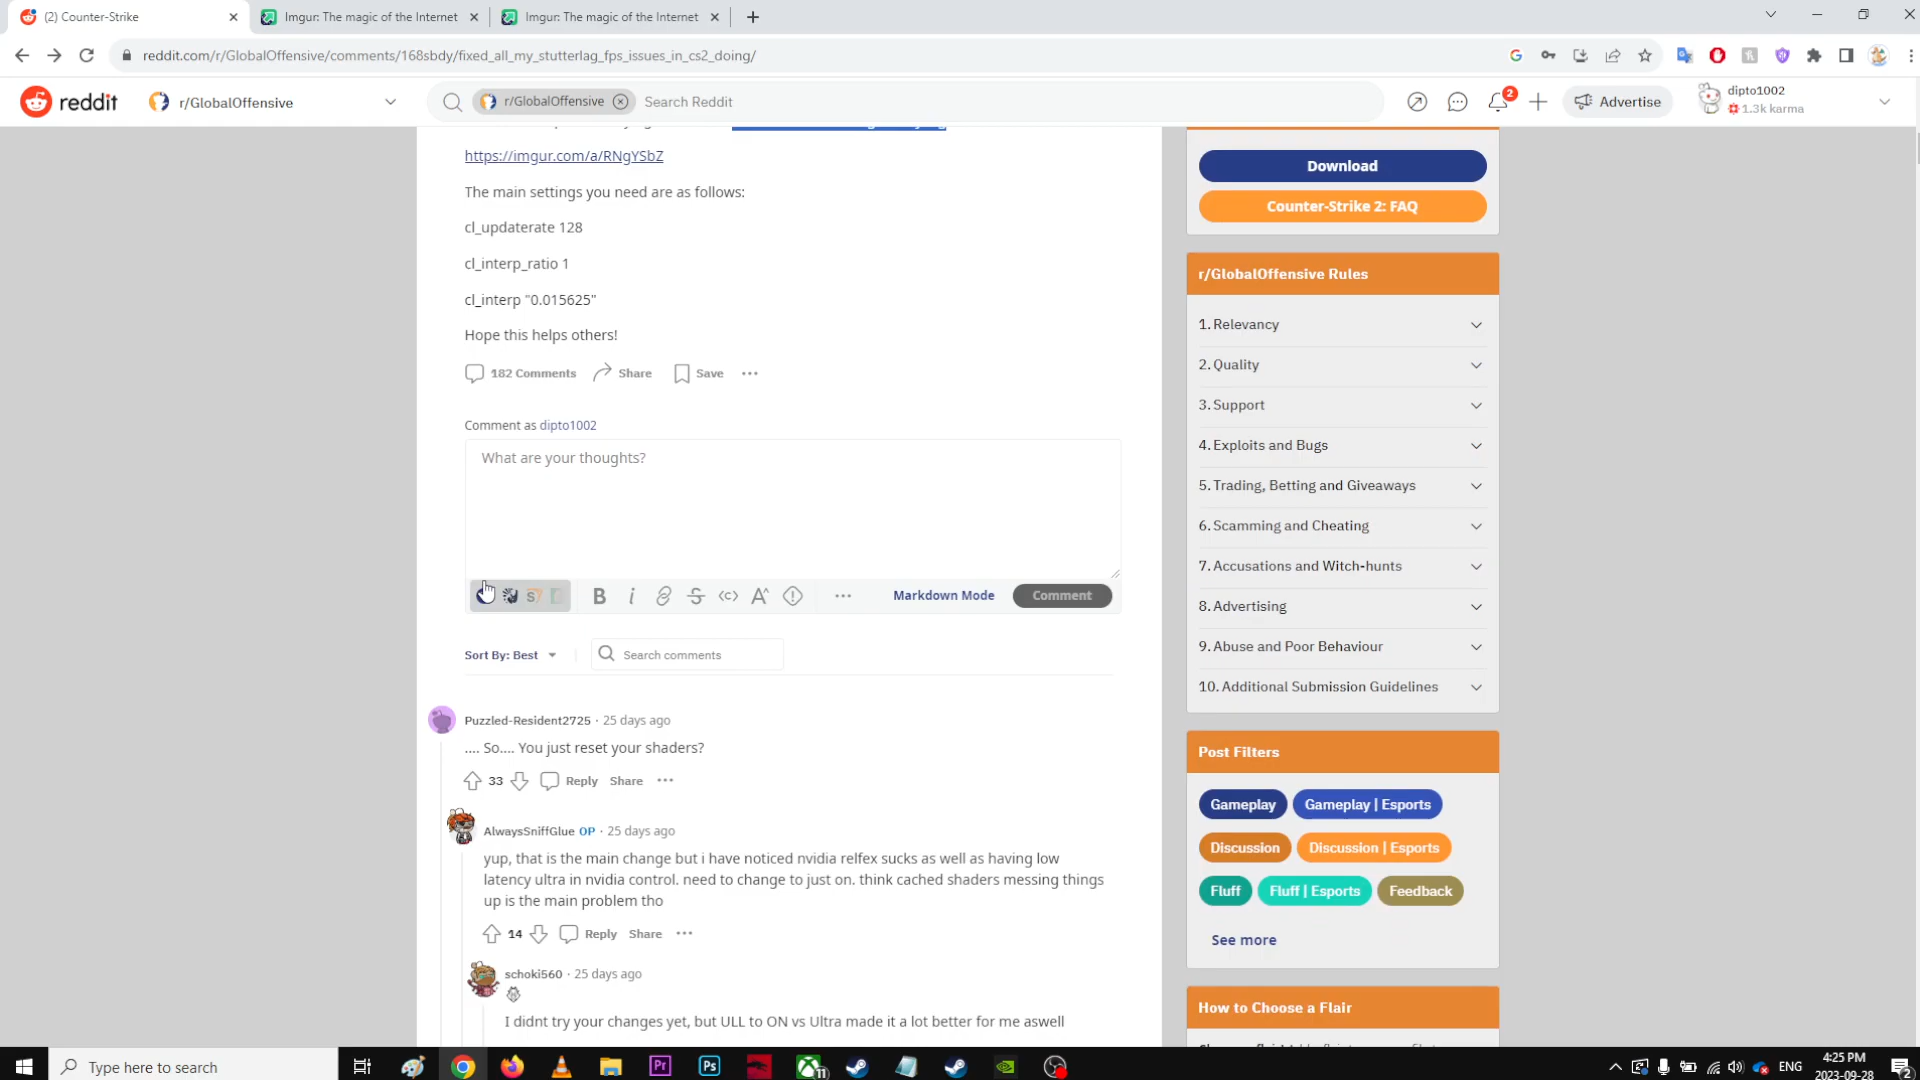 (2) Counter-Strike
Imgur: The magic of the Internet
Imgur: The magic of the Internet
reddit.com/r/GlobalOffensive/comments/168sbdy/fixed_all_my_stutterlag_fps_issues_in_cs2_doing/
reddit
r/GlobalOffensive
r/GlobalOffensive
Search Reddit
2
Advertise
dipto1002
1.3k karma
https://imgur.com/a/RNgYSbZ
The main settings you need are as follows:
cl_updaterate 128
cl_interp_ratio 1
cl_interp "0.015625"
Hope this helps others!
182 Comments
Share
Save
Comment as dipto1002
What are your thoughts?
Markdown Mode
Comment
Sort By: Best
Search comments
Puzzled-Resident2725 · 25 days ago
.... So.... You just reset your shaders?
33
Reply
Share
AlwaysSniffGlue OP · 25 days ago
yup, that is the main change but i have noticed nvidia relfex sucks as well as having low
latency ultra in nvidia control. need to change to just on. think cached shaders messing things
up is the main problem tho
14
Reply
Share
schoki560 · 25 days ago
I didnt try your changes yet, but ULL to ON vs Ultra made it a lot better for me aswell
Download
Counter-Strike 2: FAQ
r/GlobalOffensive Rules
1. Relevancy
2. Quality
3. Support
4. Exploits and Bugs
5. Trading, Betting and Giveaways
6. Scamming and Cheating
7. Accusations and Witch-hunts
8. Advertising
9. Abuse and Poor Behaviour
10. Additional Submission Guidelines
Post Filters
Gameplay
Gameplay | Esports
Discussion
Discussion | Esports
Fluff
Fluff | Esports
Feedback
See more
How to Choose a Flair
Type here to search
Pr
Ps
11
ENG
4:25 PM
2023-09-28
2